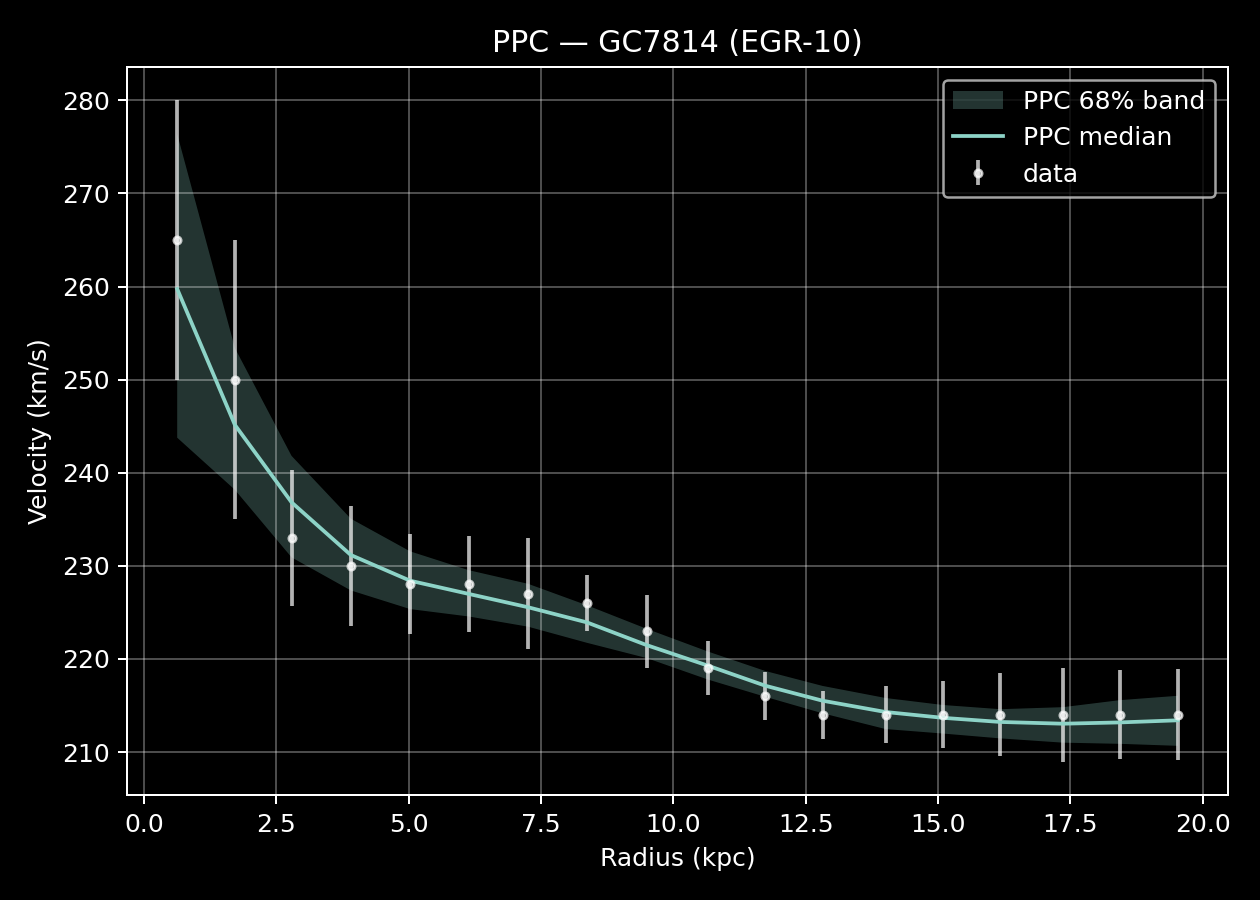 PPC — GC7814 (EGR-10)
PPC 68% band
PPC median
data
280
270
260
250
240
230
220
210
Velocity (km/s)
0.0 2.5 5.0 7.5 10.0 12.5 15.0 17.5 20.0
Radius (kpc)